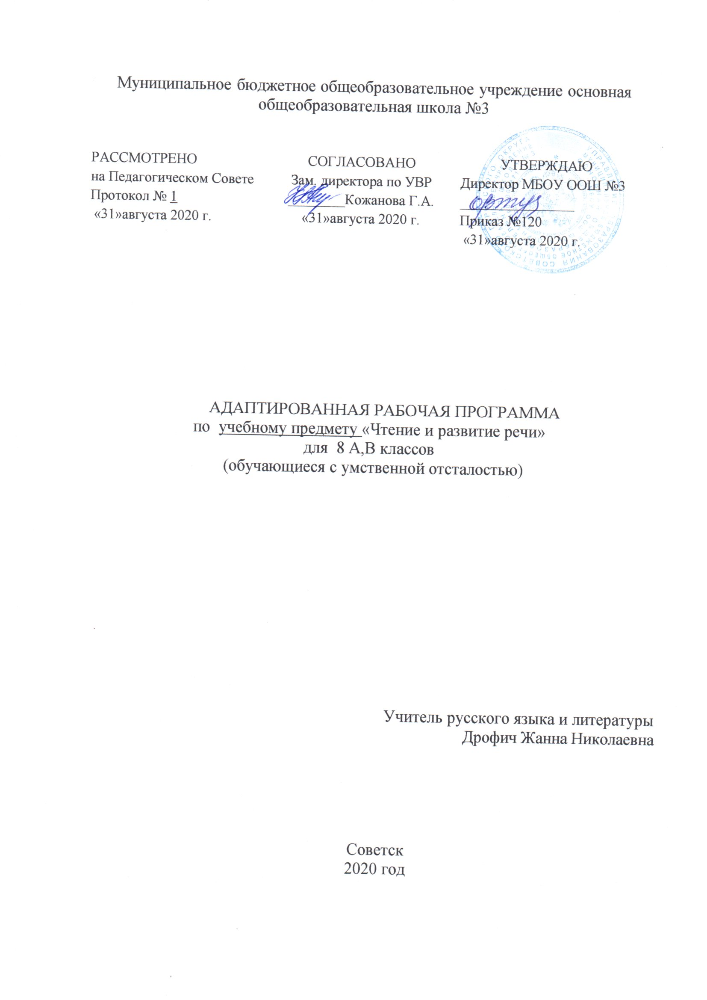 Муниципальное бюджетное общеобразовательное учреждение основная
общеобразовательная школа №3
РАССМОТРЕНО
на Педагогическом Совете
Протокол № 1
«31»августа 2020 г.
СОГЛАСОВАНО
Зам. директора по УВР
Кожанова Г.А.
«31»августа 2020 г.
УТВЕРЖДАЮ
Директор МБОУ ООШ №3
Приказ №120
«31»августа 2020 г.
АДАПТИРОВАННАЯ РАБОЧАЯ ПРОГРАММА
по учебному предмету «Чтение и развитие речи»
для 8 А,В классов
(обучающиеся с умственной отсталостью)
Учитель русского языка и литературы
Дрофич Жанна Николаевна
Советск
2020 год